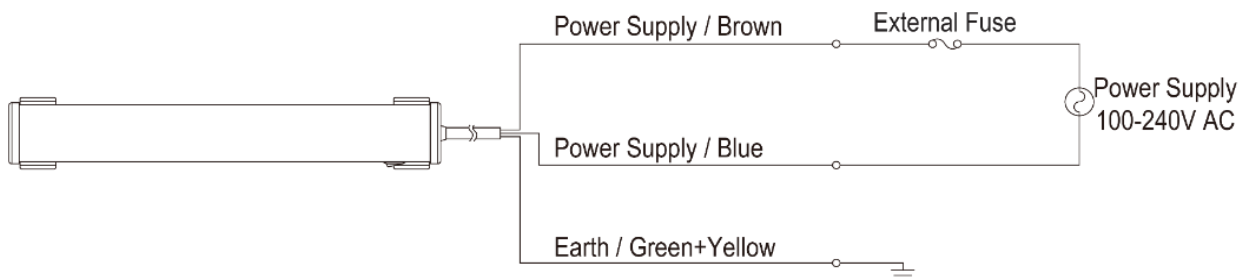 Power Supply / Brown
External Fuse
Power Supply
100-240V AC
Power Supply / Blue
Earth / Green+Yellow